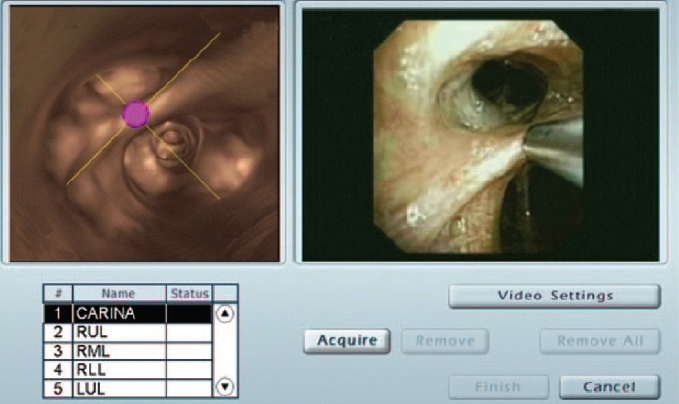 # Name Status
1 CARINA
2 RUL
3 RML
4 RLL
5 LUL
Video Settings
Acquire Remove Remove All
Finish Cancel